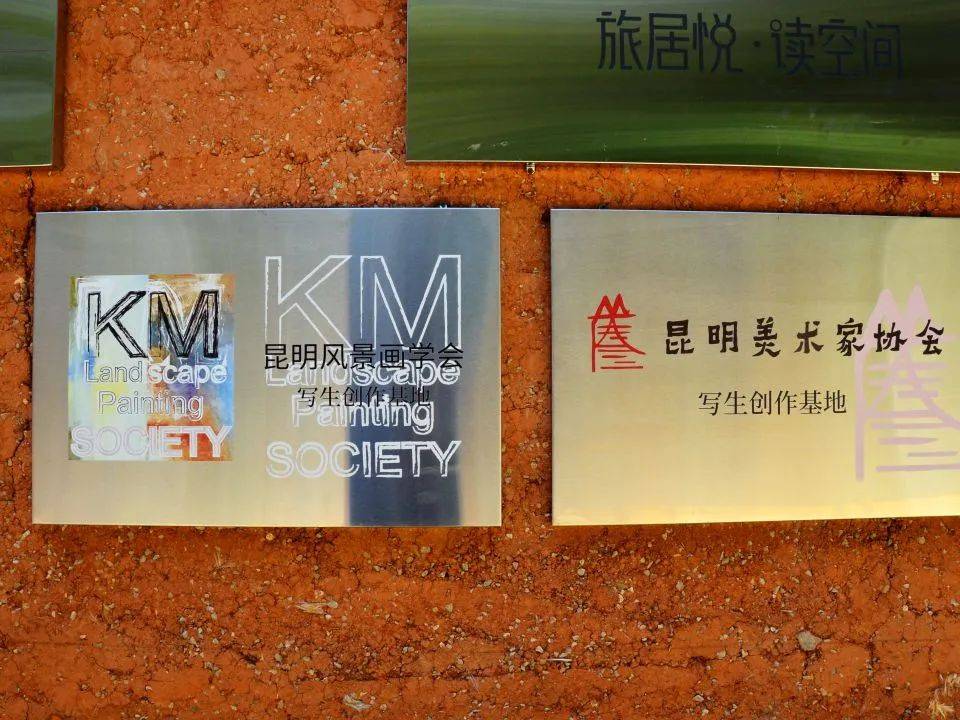 旅居悦·读空间
KM
Landscape
Painting
SOCIETY
KM
昆明风景画学会
Landscape
写生创作基地
Painting
SOCIETY
昆明美术家协会
写生创作基地